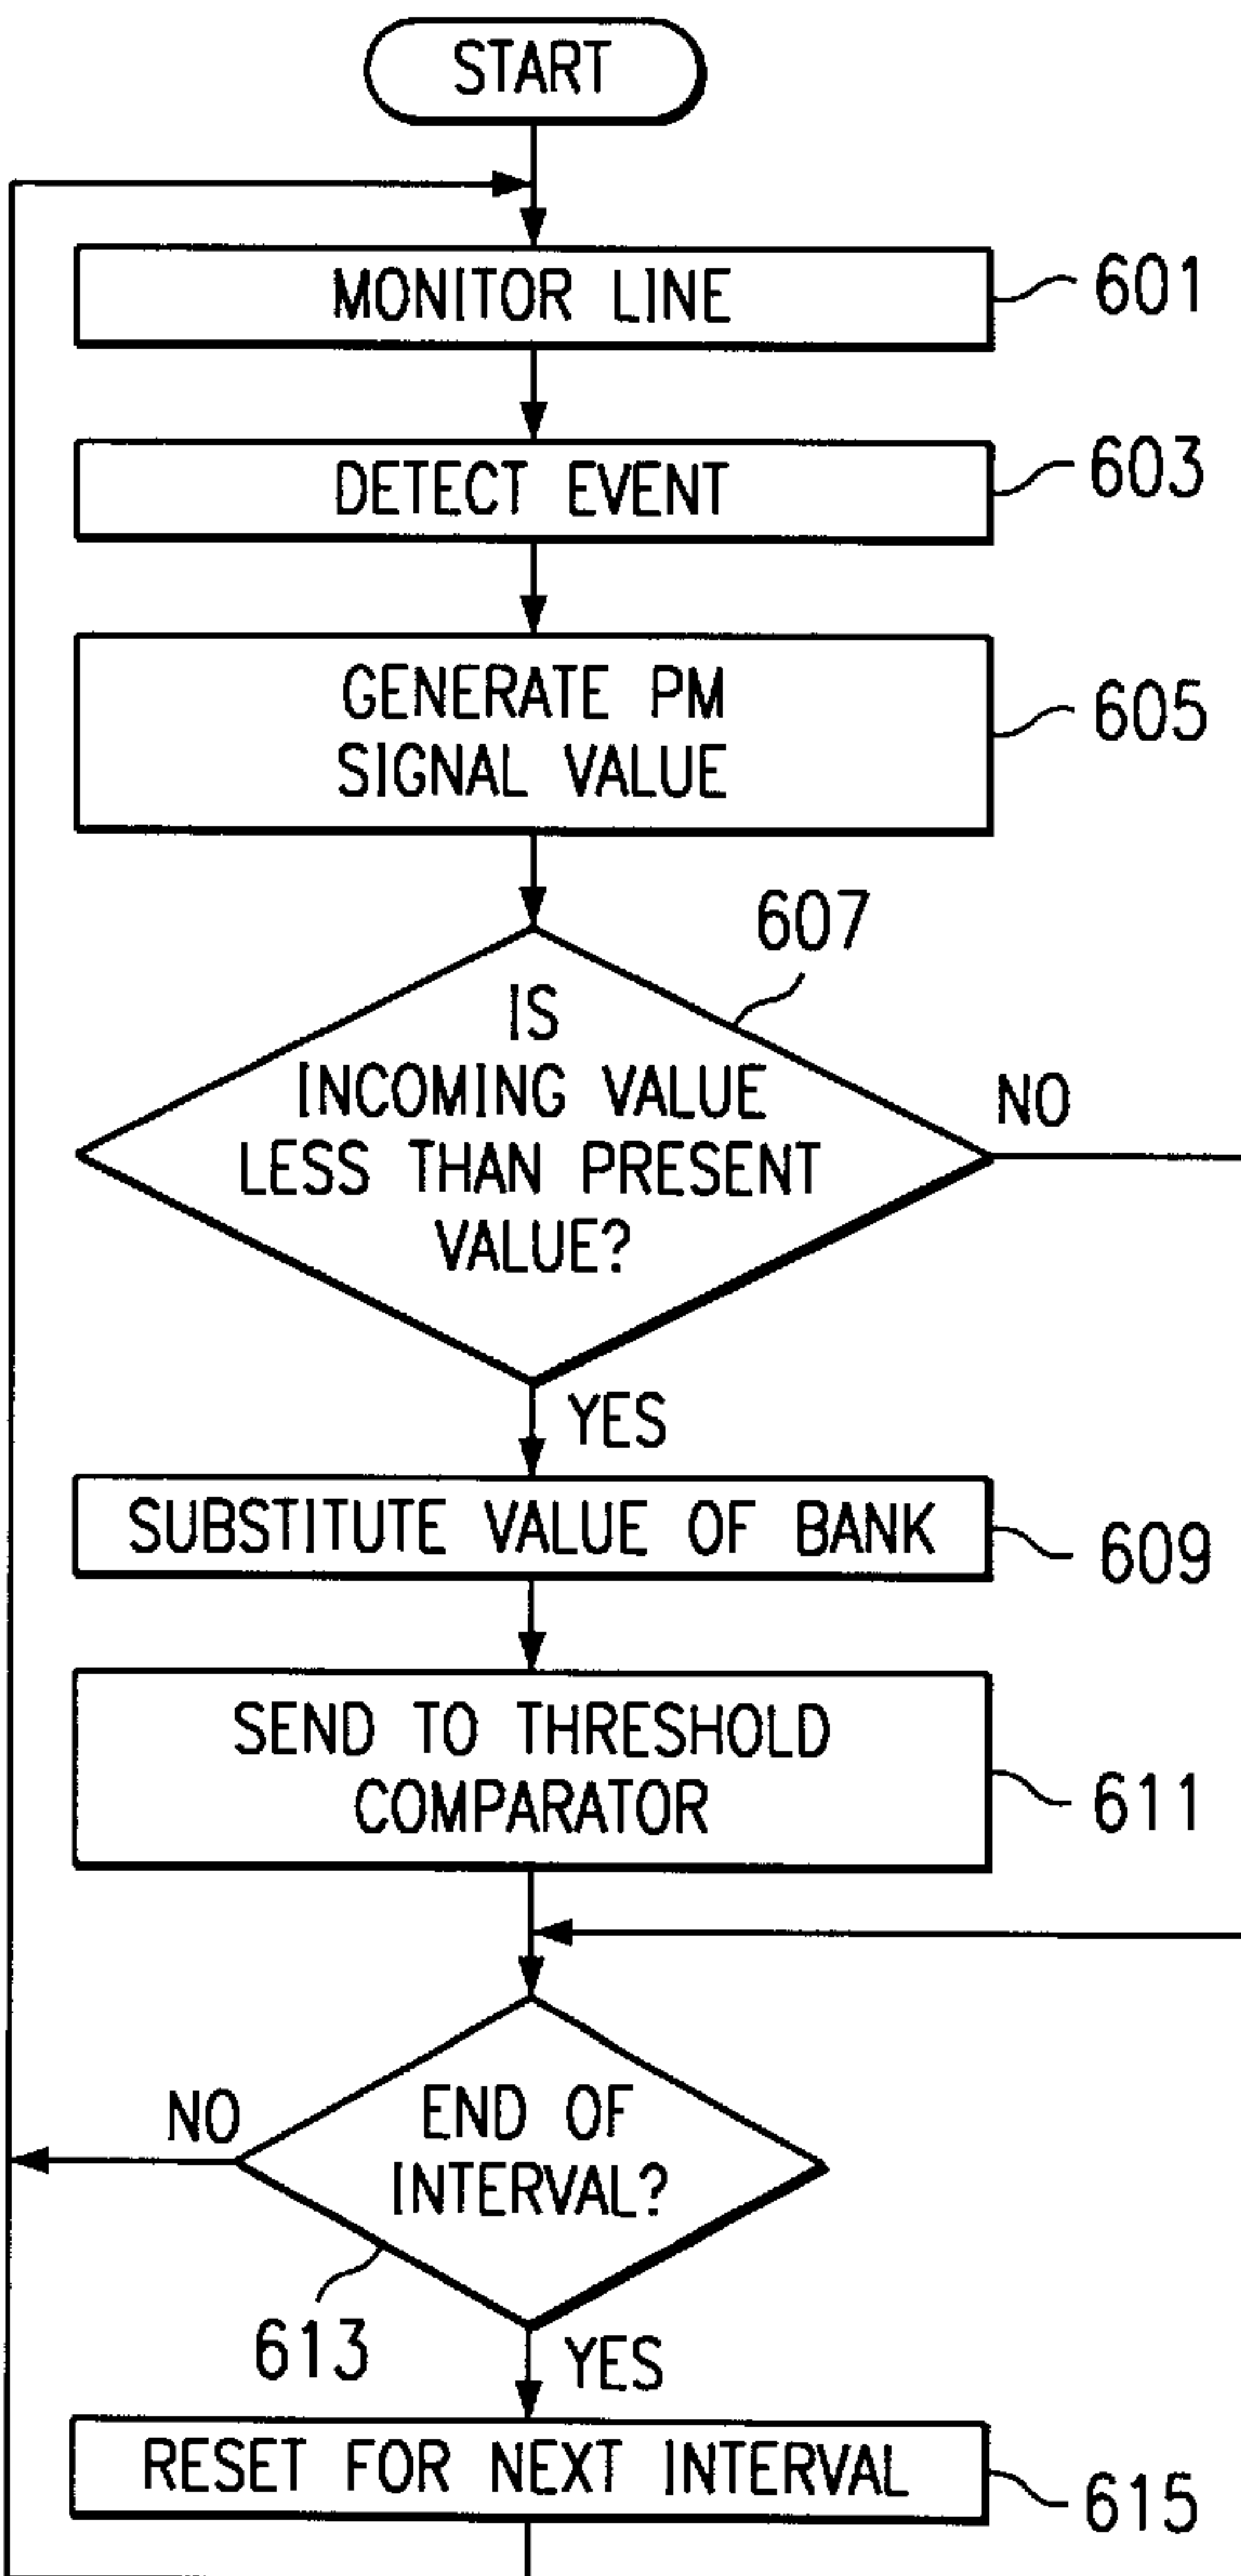 START
MONITOR LINE
601
DETECT EVENT
603
GENERATE PM
SIGNAL VALUE
605
607
IS
INCOMING VALUE
LESS THAN PRESENT
VALUE?
NO
YES
SUBSTITUTE VALUE OF BANK
609
SEND TO THRESHOLD
COMPARATOR
611
NO
END OF
INTERVAL?
613
YES
RESET FOR NEXT INTERVAL
615